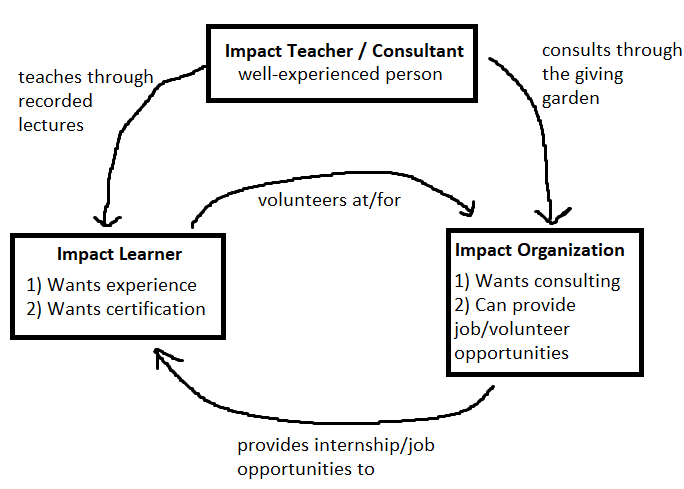 Impact Teacher / Consultant
well-experienced person
teaches through
recorded
lectures
consults through
the giving
garden
volunteers at/for
Impact Learner
1) Wants experience
2) Wants certification
Impact Organization
1) Wants consulting
2) Can provide
job/volunteer
opportunities
provides internship/job
opportunities to